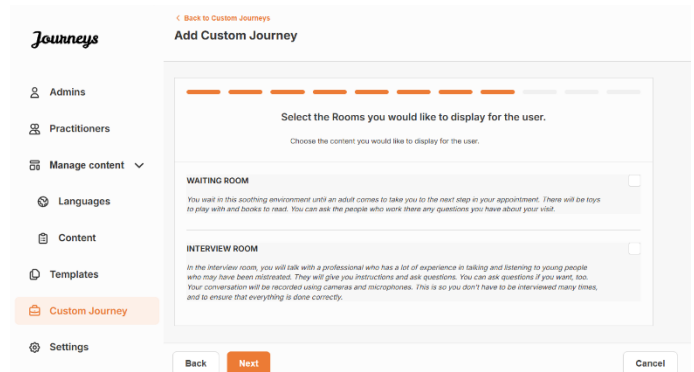 Journeys
< Back to Custom Journeys
Add Custom Journey
Admins
Practitioners
Manage content
Languages
Content
Templates
Custom Journey
Settings
Select the Rooms you would like to display for the user.
Choose the content you would like to display for the user.
WAITING ROOM
You wait in this soothing environment until an adult comes to take you to the next step in your appointment. There will be toys
to play with and books to read. You can ask the people who work there any questions you have about your visit.
INTERVIEW ROOM
In the interview room, you will talk with a professional who has a lot of experience in talking and listening to young people
who may have been mistreated. They will give you instructions and ask questions. You can ask questions if you want, too.
Your conversation will be recorded using cameras and microphones. This is so you don't have to be interviewed many times,
and to ensure that everything is done correctly.
Back
Next
Cancel